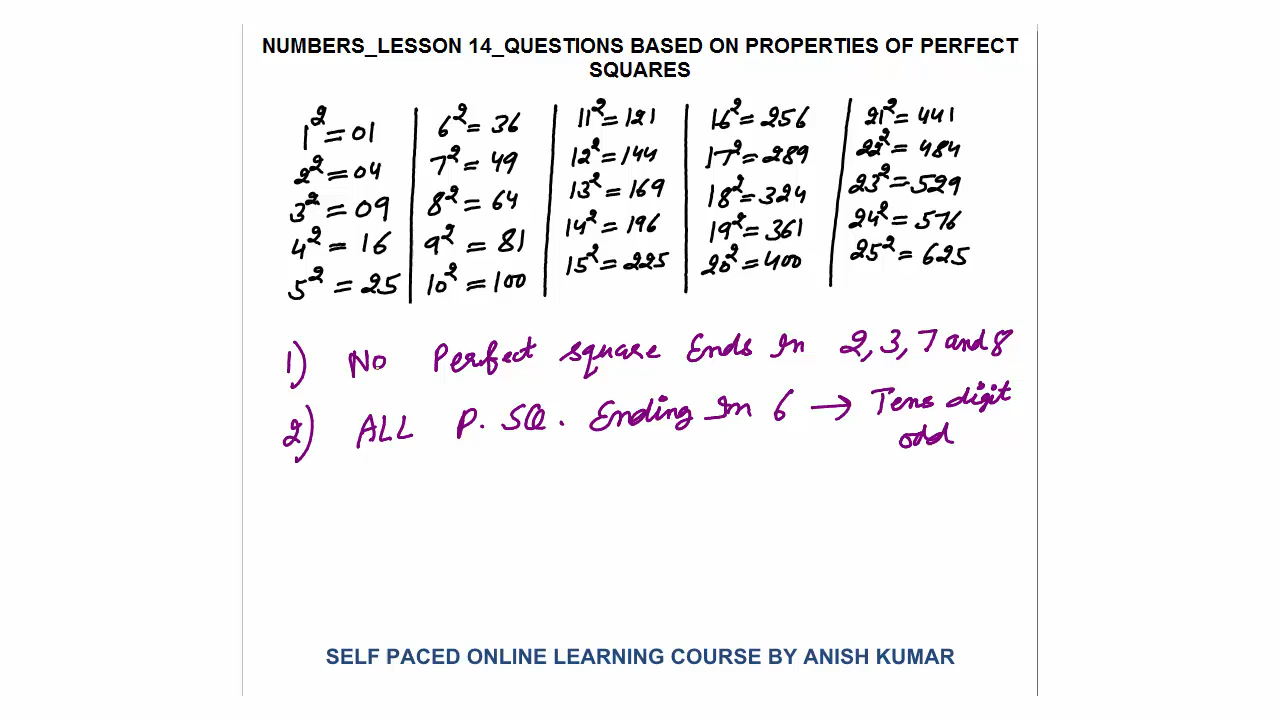 NUMBERS_LESSON 14_QUESTIONS BASED ON PROPERTIES OF PERFECT
SQUARES
1² = 01
2² = 04
3² = 09
4² = 16
5² = 25
6² = 36
7² = 49
8² = 64
9² = 81
10² = 100
11² = 121
12² = 144
13² = 169
14² = 196
15² = 225
16² = 256
17² = 289
18² = 324
19² = 361
20² = 400
21² = 441
22² = 484
23² = 529
24² = 576
25² = 625
1) No Perfect square Ends In 2, 3, 7 and 8
2) ALL P. SQ. Ending In 6 → Tens digit
odd
SELF PACED ONLINE LEARNING COURSE BY ANISH KUMAR